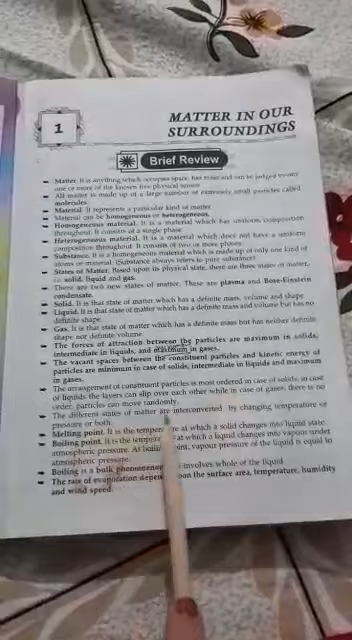 1
MATTER IN OUR
SURROUNDINGS
Brief Review
Matter. It is anything which occupies space, has mass and can be judged by any
one or more of the known five physical senses.
All matter is made up of a large number of extremely small particles called
molecules.
Material. It represents a particular kind of matter.
Material can be homogeneous or heterogeneous.
Homogeneous material. It is a material which has uniform composition
throughout. It consists of a single phase.
Heterogeneous material. It is a material which does not have a uniform
composition throughout. It consists of two or more phases.
Substance. It is a homogeneous material which is made up of only one kind of
atoms or material. (Substance always refers to pure substance)
States of Matter. Based upon its physical state, there are three states of matter,
i.e. solid, liquid and gas.
There are two new states of matter. These are plasma and Bose-Einstein
condensate.
Solid. It is that state of matter which has definite mass, volume and shape.
Liquid. It is that state of matter which has a definite mass and volume but has no
definite shape.
Gas. It is that state of matter which has a definite mass but has neither definite
shape nor definite volume.
The forces of attraction between the particles are maximum in solids,
intermediate in liquids, and in gases.
The vacant spaces between the constituent particles and kinetic energy of
particles are minimum in case of solids, intermediate in liquids and maximum
in gases.
The arrangement of constituent particles is most ordered in case of solids, in case
of liquids the layers can slip over each other while in case of gases, there is no
order, particles can move randomly.
The different states of matter are interconverted by changing temperature or
pressure or both.
Melting point. It is the temperature at which a solid changes into liquid state.
Boiling point. It is the temperature at which a liquid changes into vapours under
atmospheric pressure. At boiling point, vapour pressure of the liquid is equal to
atmospheric pressure.
Boiling is a bulk phenomenon involves whole of the liquid.
The rate of evaporation depends upon the surface area, temperature, humidity
and wind speed.